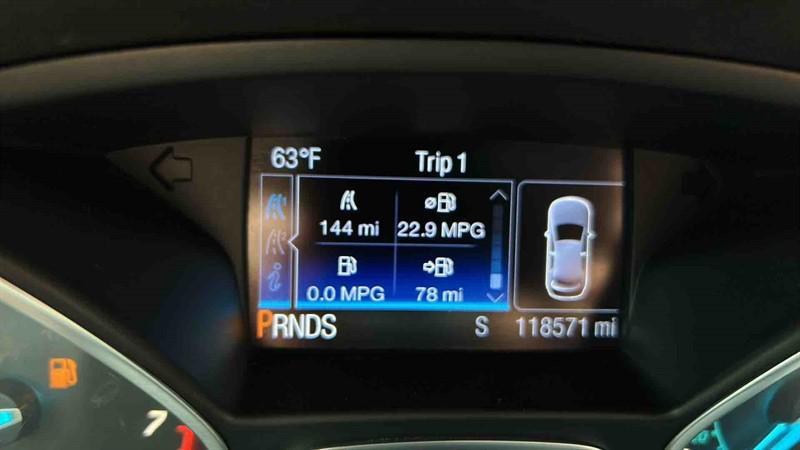 63°F Trip 1
144 mi 22.9 MPG
0.0 MPG 78 mi
PRNDS S 118571 mi
7